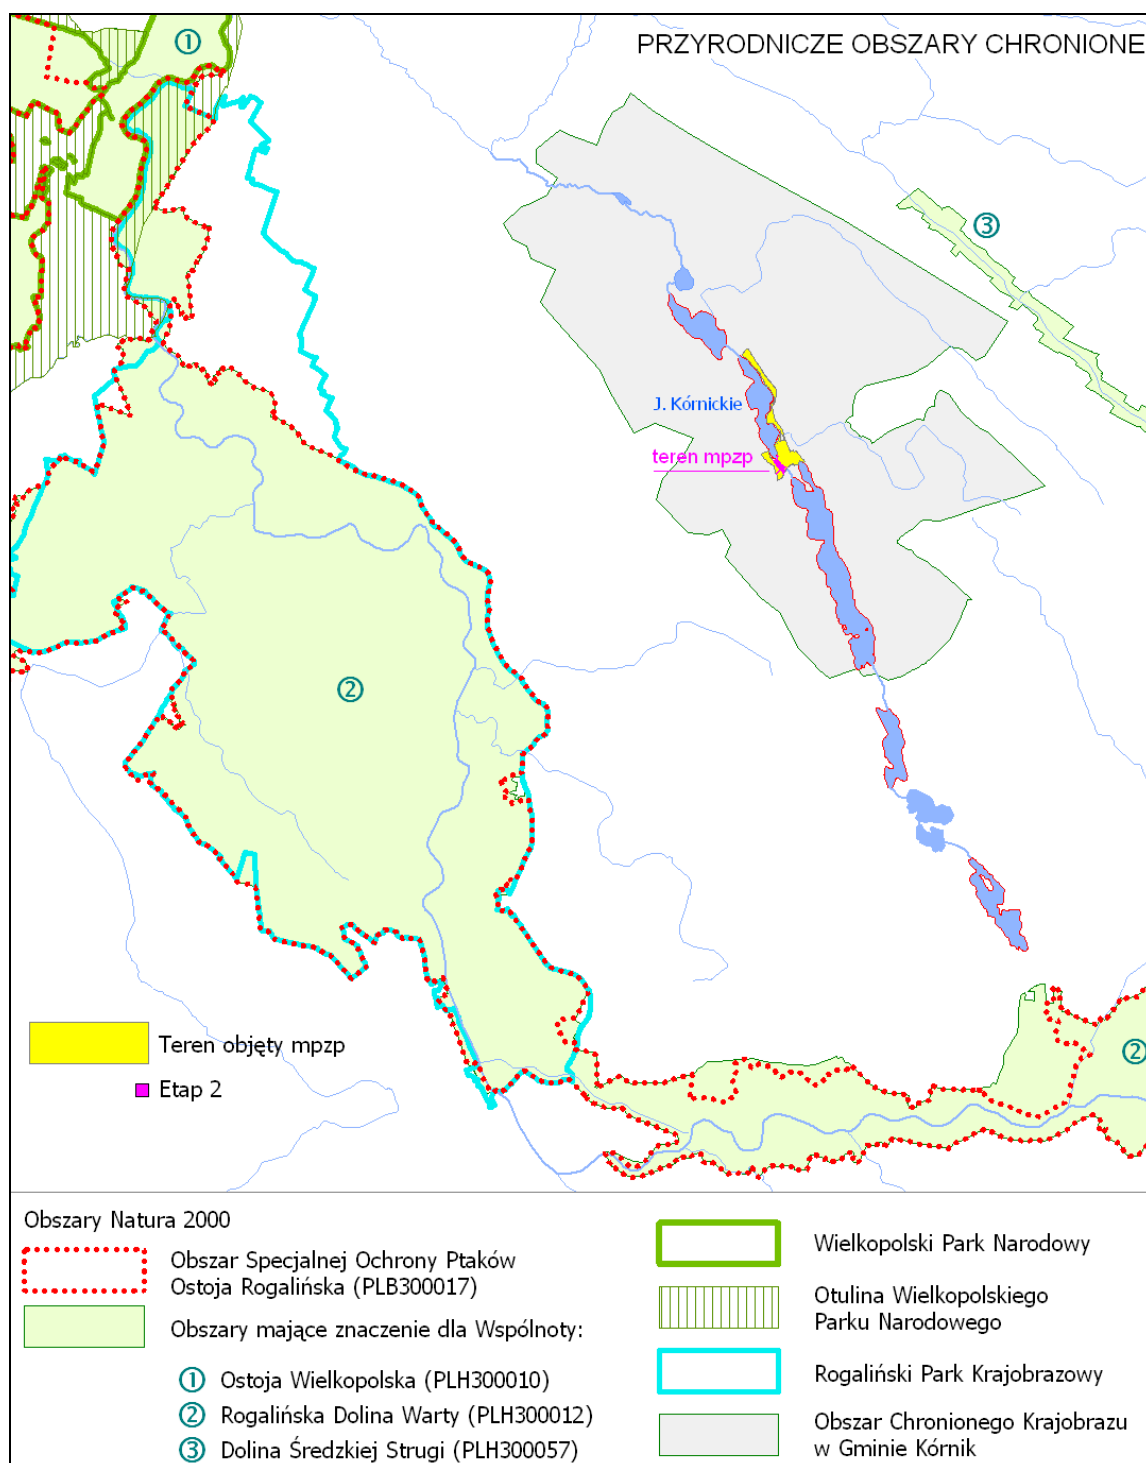 PRZYRODNICZE OBSZARY CHRONIONE
①
③
J. Kórnickie
teren mpzp
②
Teren objęty mpzp
②
Etap 2
Obszary Natura 2000
Obszar Specjalnej Ochrony Ptaków
Ostoja Rogalińska (PLB300017)
Obszary mające znaczenie dla Wspólnoty:
① Ostoja Wielkopolska (PLH300010)
② Rogalińska Dolina Warty (PLH300012)
③ Dolina Średzkiej Strugi (PLH300057)
Wielkopolski Park Narodowy
Otulina Wielkopolskiego
Parku Narodowego
Rogaliński Park Krajobrazowy
Obszar Chronionego Krajobrazu
w Gminie Kórnik